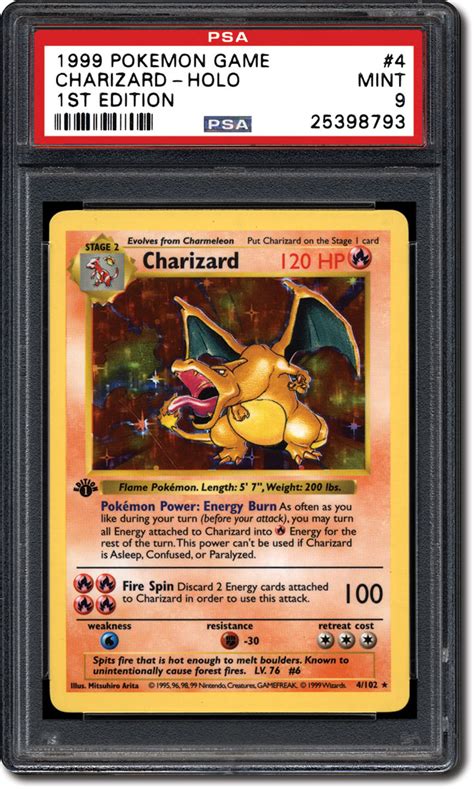 PSA
1999 POKEMON GAME #4
CHARIZARD - HOLO MINT
1ST EDITION PSA 9
25398793
STAGE 2 Evolves from Charmeleon Put Charizard on the Stage 1 card
Charizard 120 HP
EDITION
1
Flame Pokémon. Length: 5' 7", Weight: 200 lbs.
Pokémon Power: Energy Burn As often as you
like during your turn (before your attack), you may turn
all Energy attached to Charizard into Energy for the
rest of the turn. This power can't be used if Charizard
is Asleep, Confused, or Paralyzed.
Fire Spin Discard 2 Energy cards attached
to Charizard in order to use this attack. 100
weakness resistance retreat cost
-30
Spits fire that is hot enough to melt boulders. Known to
unintentionally cause forest fires. LV. 76 #6
Illus. Mitsuhiro Arita © 1995, 96, 98, 99 Nintendo, Creatures, GAMEFREAK. © 1999 Wizards. 4/102 ★